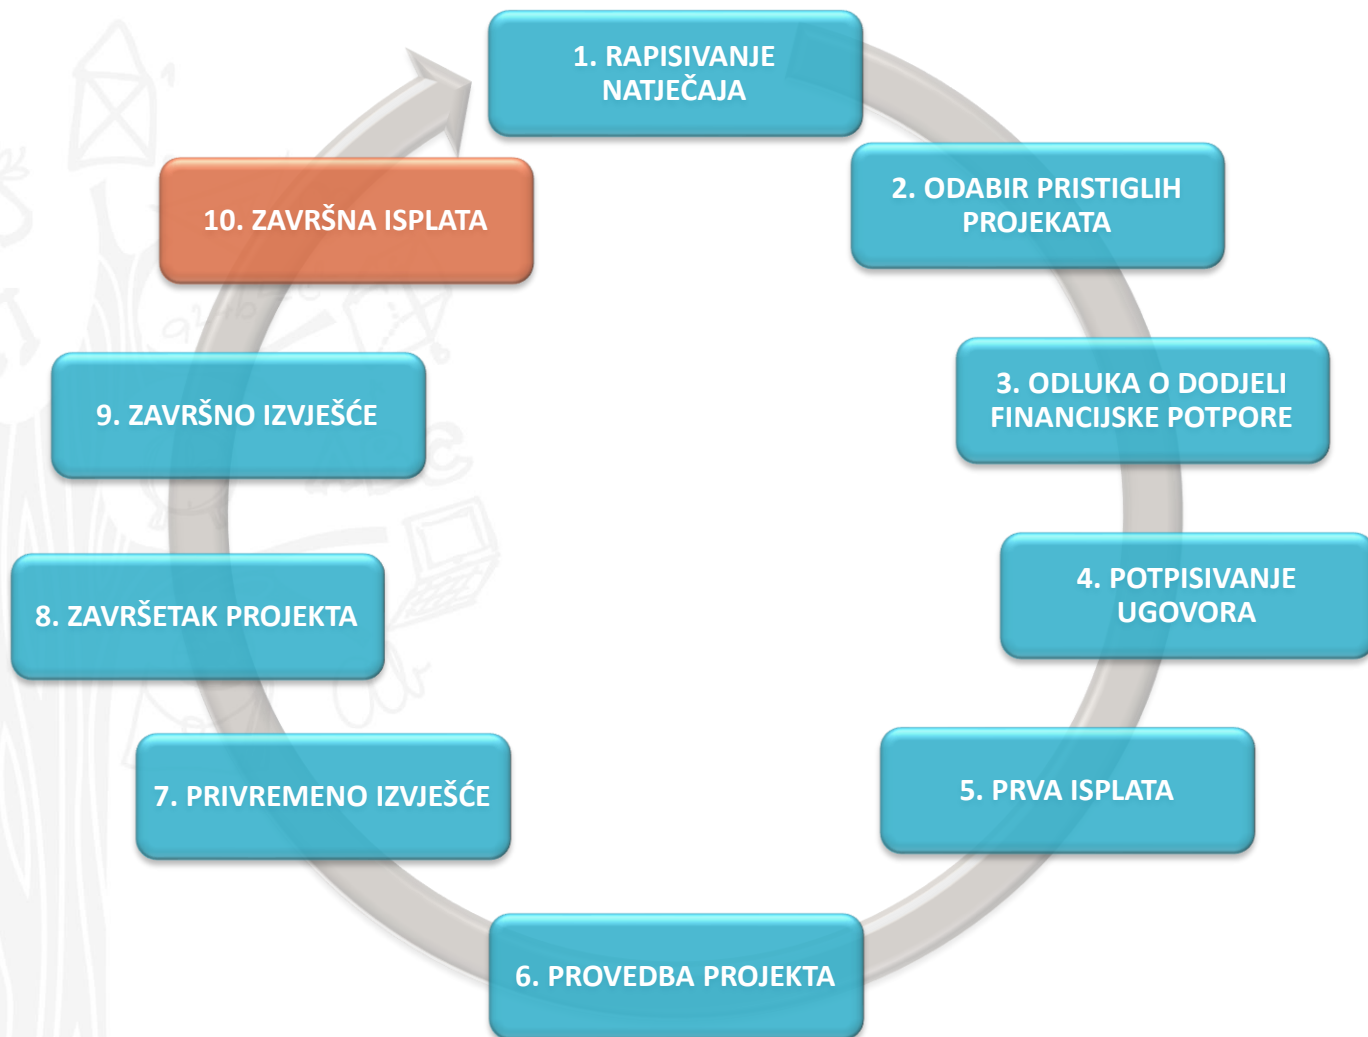 1. RAPISIVANJE
NATJEČAJA
2. ODABIR PRISTIGLIH
PROJEKATA
3. ODLUKA O DODJELI
FINANCIJSKE POTPORE
4. POTPISIVANJE
UGOVORA
5. PRVA ISPLATA
6. PROVEDBA PROJEKTA
7. PRIVREMENO IZVJEŠĆE
8. ZAVRŠETAK PROJEKTA
9. ZAVRŠNO IZVJEŠĆE
10. ZAVRŠNA ISPLATA